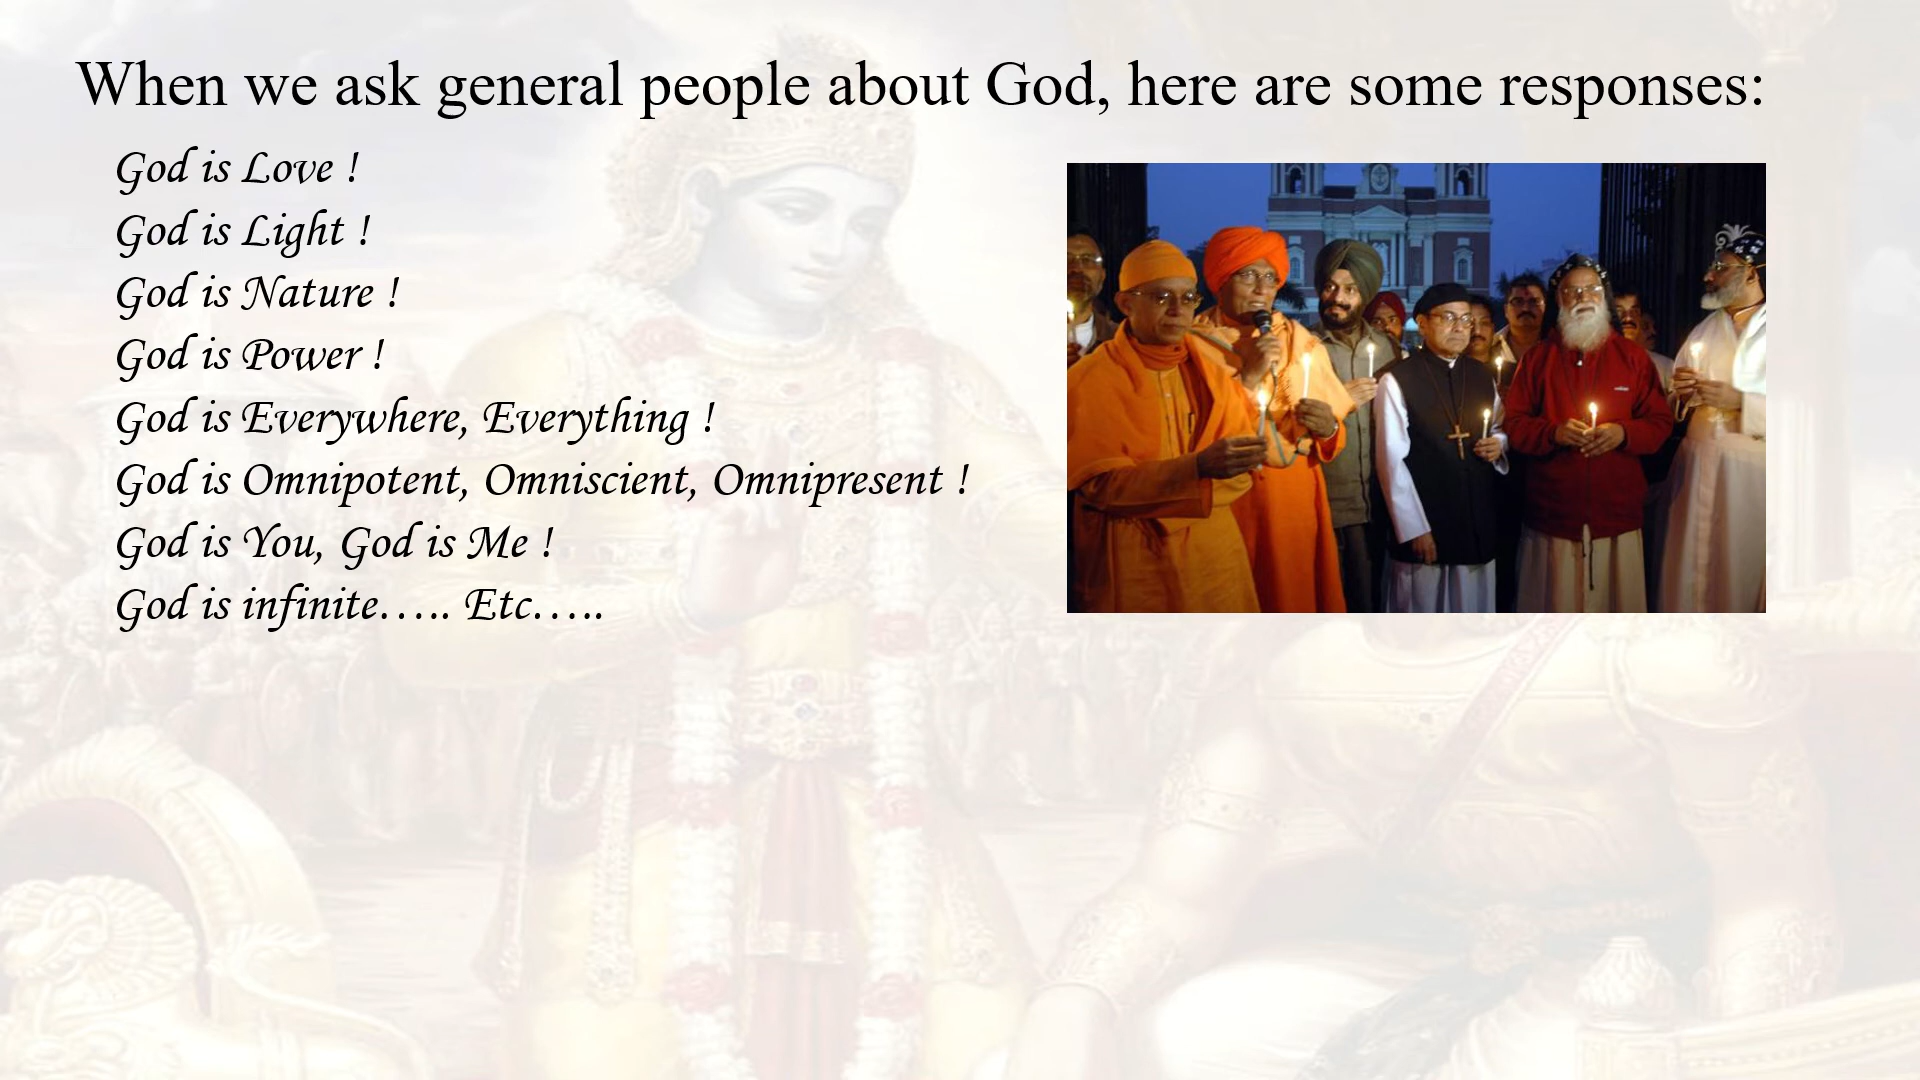 When we ask general people about God, here are some responses:
God is Love !
God is Light !
God is Nature !
God is Power !
God is Everywhere, Everything !
God is Omnipotent, Omniscient, Omnipresent !
God is You, God is Me !
God is infinite..... Etc.....